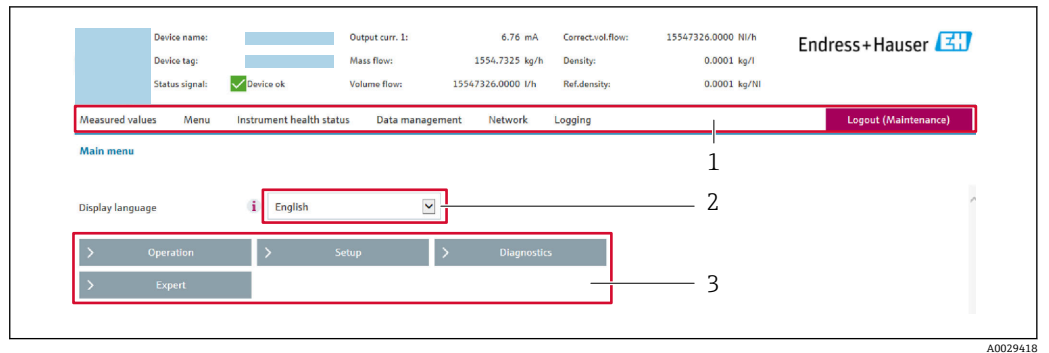 Device name: Output curr. 1: 6.76 mA Correct.vol.flow: 15547326.0000 Nl/h
Endress+Hauser EH
Device tag: Mass flow: 1554.7325 kg/h Density: 0.0001 kg/l
Status signal: Device ok Volume flow: 15547326.0000 l/h Ref.density: 0.0001 kg/Nl
Measured values Menu Instrument health status Data management Network Logging Logout (Maintenance)
1
Main menu
Display language i English 2
> Operation > Setup > Diagnostics
> Expert 3
A0029418